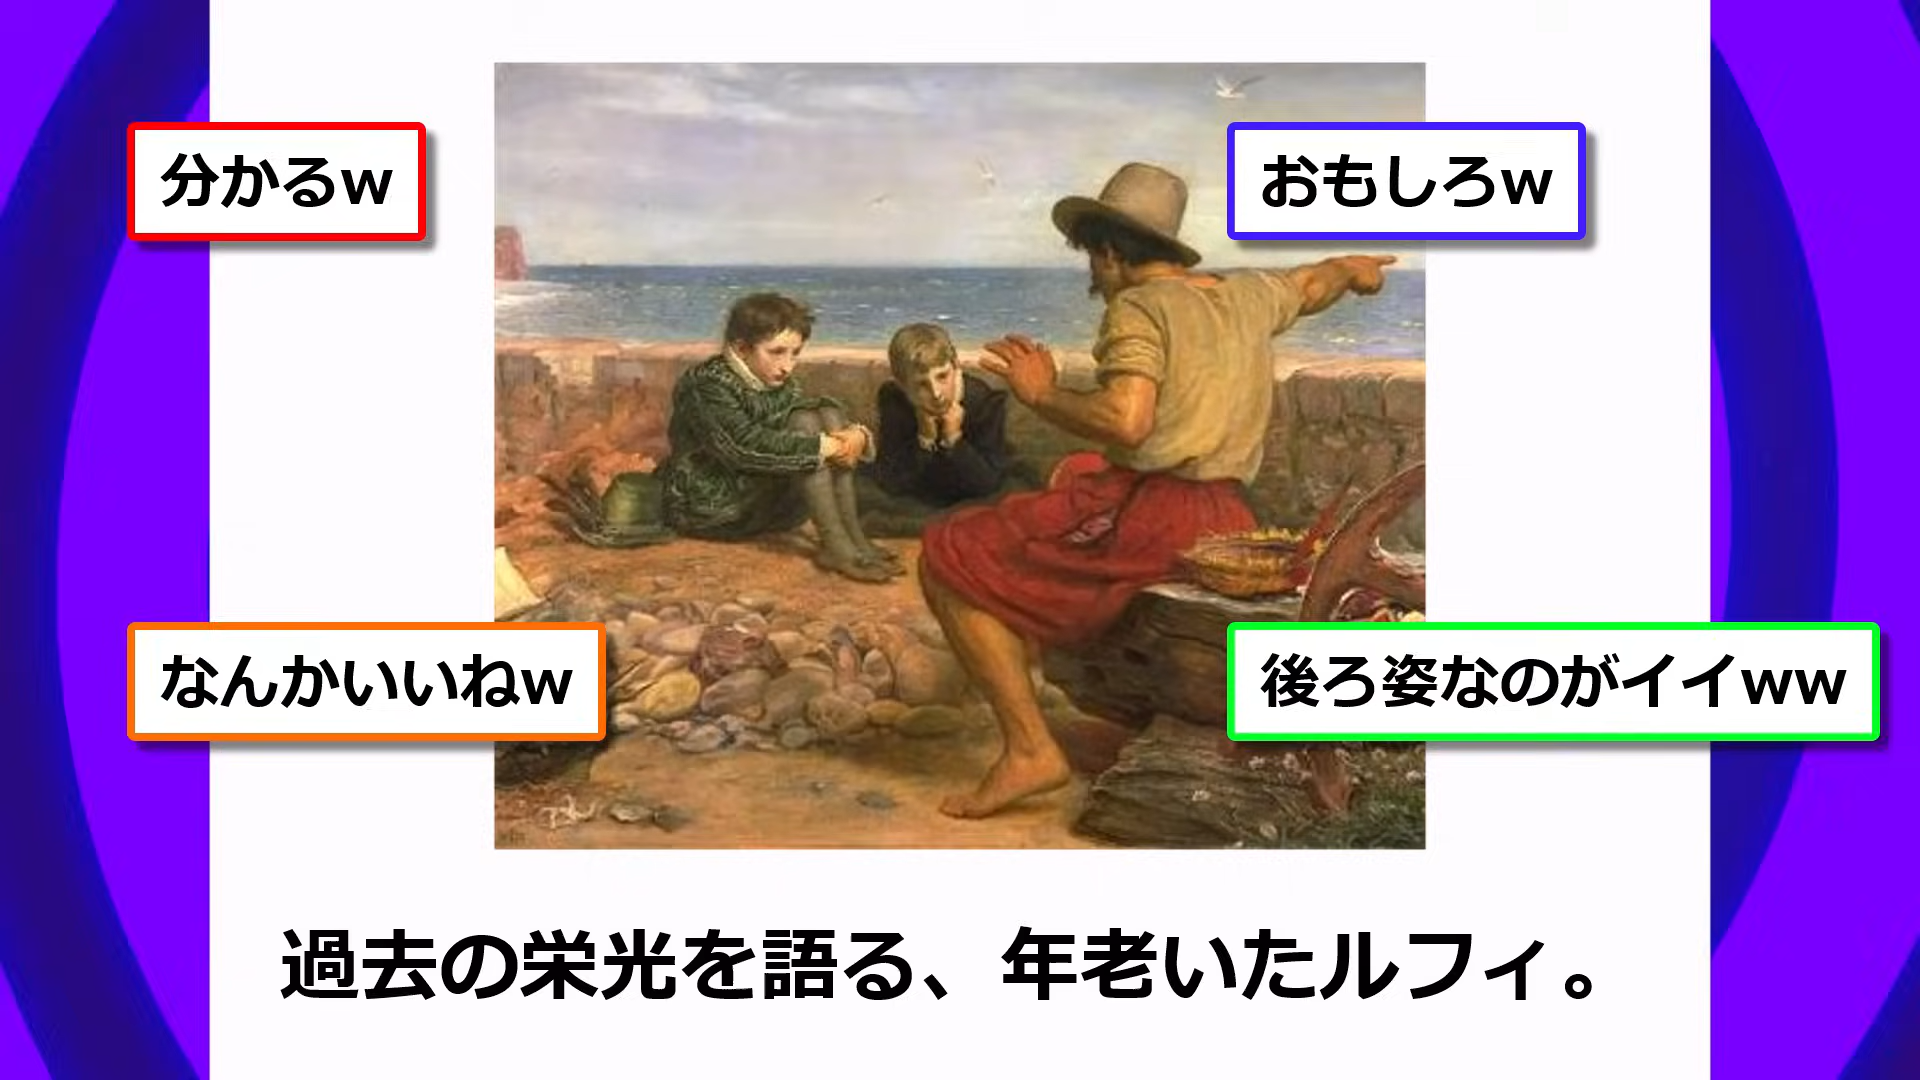 分かるw
おもしろw
なんかいいねw
後ろ姿なのがイイww
過去の栄光を語る、年老いたルフィ。